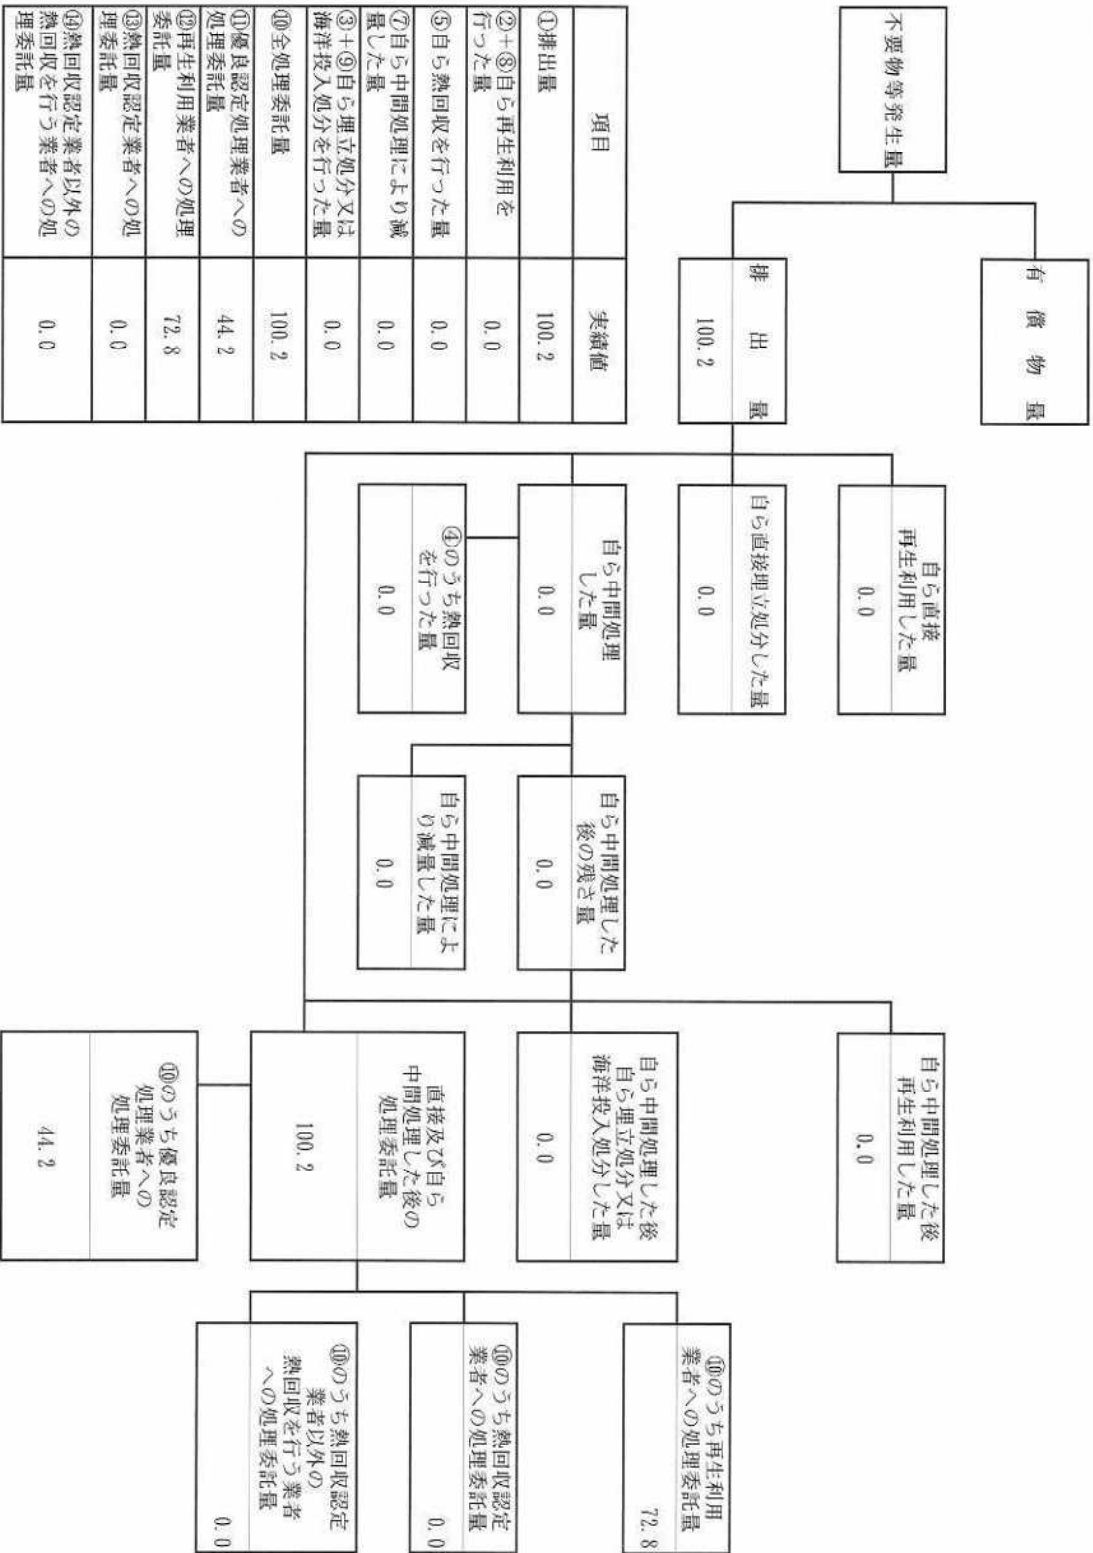 不要物等発生量
有償物量
排出量
100.2
自ら直接
再生利用した量
0.0
自ら直接埋立処分した量
0.0
自ら中間処理
した量
0.0
④のうち熱回収
を行った量
0.0
自ら中間処理した
後の残さ量
0.0
自ら中間処理によ
り減量した量
0.0
自ら中間処理した後
再生利用した量
0.0
自ら中間処理した後
自ら埋立処分又は
海洋投入処分した量
0.0
直接及び自ら
中間処理した後の
処理委託量
100.2
⑩のうち優良認定
処理業者への
処理委託量
44.2
⑩のうち再生利用
業者への処理委託量
72.8
⑩のうち熱回収認定
業者への処理委託量
0.0
⑩のうち熱回収認定
業者以外の
熱回収を行う業者
への処理委託量
0.0
項目 実績値
①排出量 100.2
②+⑧自ら再生利用を
行った量 0.0
⑤自ら熱回収を行った量 0.0
⑦自ら中間処理により減
量した量 0.0
③+⑨自ら埋立処分又は
海洋投入処分を行った量 0.0
⑩全処理委託量 100.2
⑪優良認定処理業者への
処理委託量 44.2
⑫再生利用業者への処理
委託量 72.8
⑬熱回収認定業者への処
理委託量 0.0
⑭熱回収認定業者以外の
熱回収を行う業者への処
理委託量 0.0